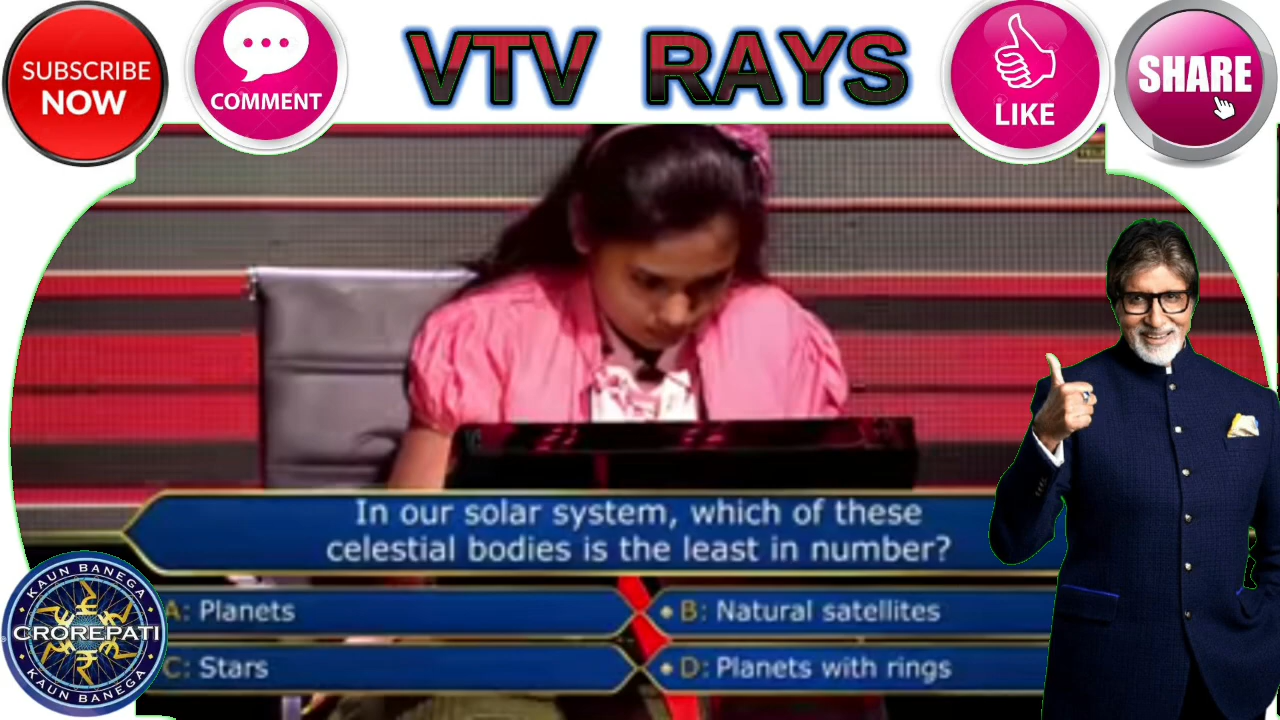 SUBSCRIBE
NOW
COMMENT
VTV RAYS
LIKE
SHARE
In our solar system, which of these
celestial bodies is the least in number?
A: Planets
B: Natural satellites
C: Stars
D: Planets with rings
KAUN BANEGA
CROREPATI
KAUN BANEGA